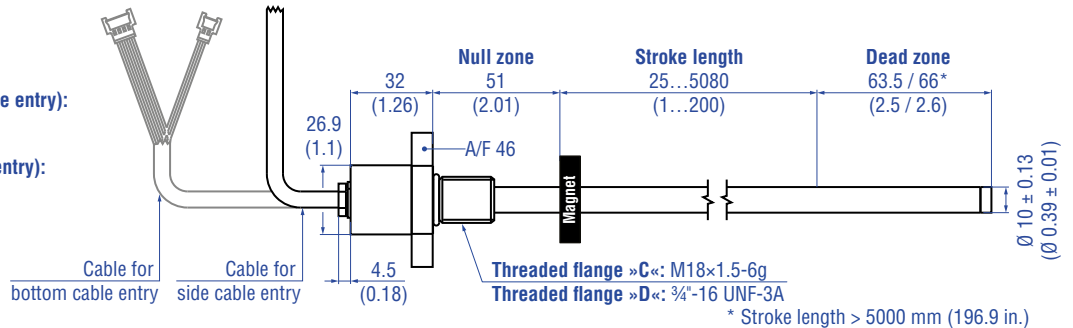 e entry):
entry):
Null zone
Stroke length
Dead zone
32
51
25…5080
63.5 / 66*
(1.26)
(2.01)
(1…200)
(2.5 / 2.6)
26.9
(1.1)
A/F 46
Magnet
Ø 10 ± 0.13
(Ø 0.39 ± 0.01)
Cable for
bottom cable entry
Cable for
side cable entry
4.5
(0.18)
Threaded flange »C«: M18×1.5-6g
Threaded flange »D«: ¾"-16 UNF-3A
* Stroke length > 5000 mm (196.9 in.)